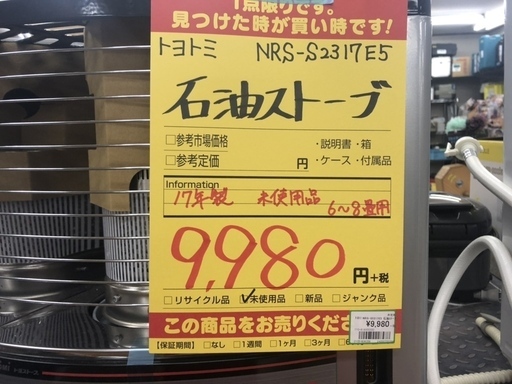 1点限りです。
見つけた時が買い時です!
トヨトミ NRS-S2317E5
石油ストーブ
□参考市場価格
□参考定価 円
・説明書・箱
・ケース・付属品
Information
17年製 未使用品 6〜8畳用
9,980円+税
□リサイクル品 ☑未使用品 □新品 □ジャンク品
この商品をお売りくださ
¥9,980
【保証期間】 □なし □1週間 □1ヶ月 □3ヶ月 □6